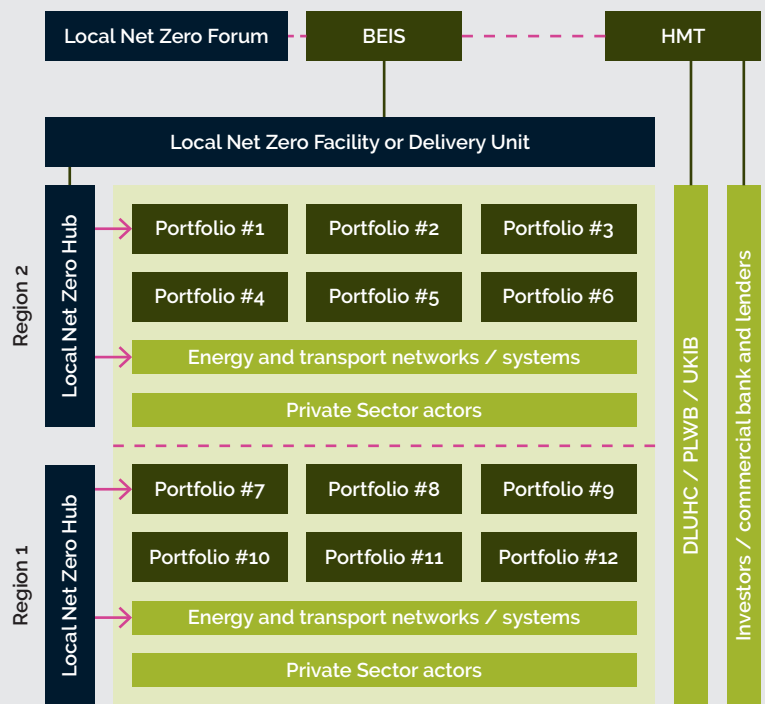 Local Net Zero Forum
BEIS
HMT
Local Net Zero Facility or Delivery Unit
Region 2
Local Net Zero Hub
Portfolio #1
Portfolio #2
Portfolio #3
Portfolio #4
Portfolio #5
Portfolio #6
Energy and transport networks / systems
Private Sector actors
Region 1
Local Net Zero Hub
Portfolio #7
Portfolio #8
Portfolio #9
Portfolio #10
Portfolio #11
Portfolio #12
Energy and transport networks / systems
Private Sector actors
DLUHC / PLWB / UKIB
Investors / commercial bank and lenders